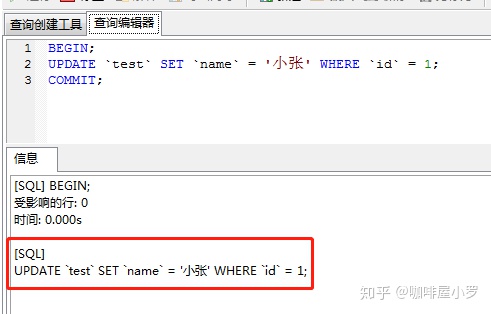 查询创建工具 查询编辑器
1 BEGIN;
2 UPDATE `test` SET `name` = '小张' WHERE `id` = 1;
3 COMMIT;
信息
[SQL] BEGIN;
受影响的行: 0
时间: 0.000s
[SQL]
UPDATE `test` SET `name` = '小张' WHERE `id` = 1;
知乎 @咖啡屋小罗